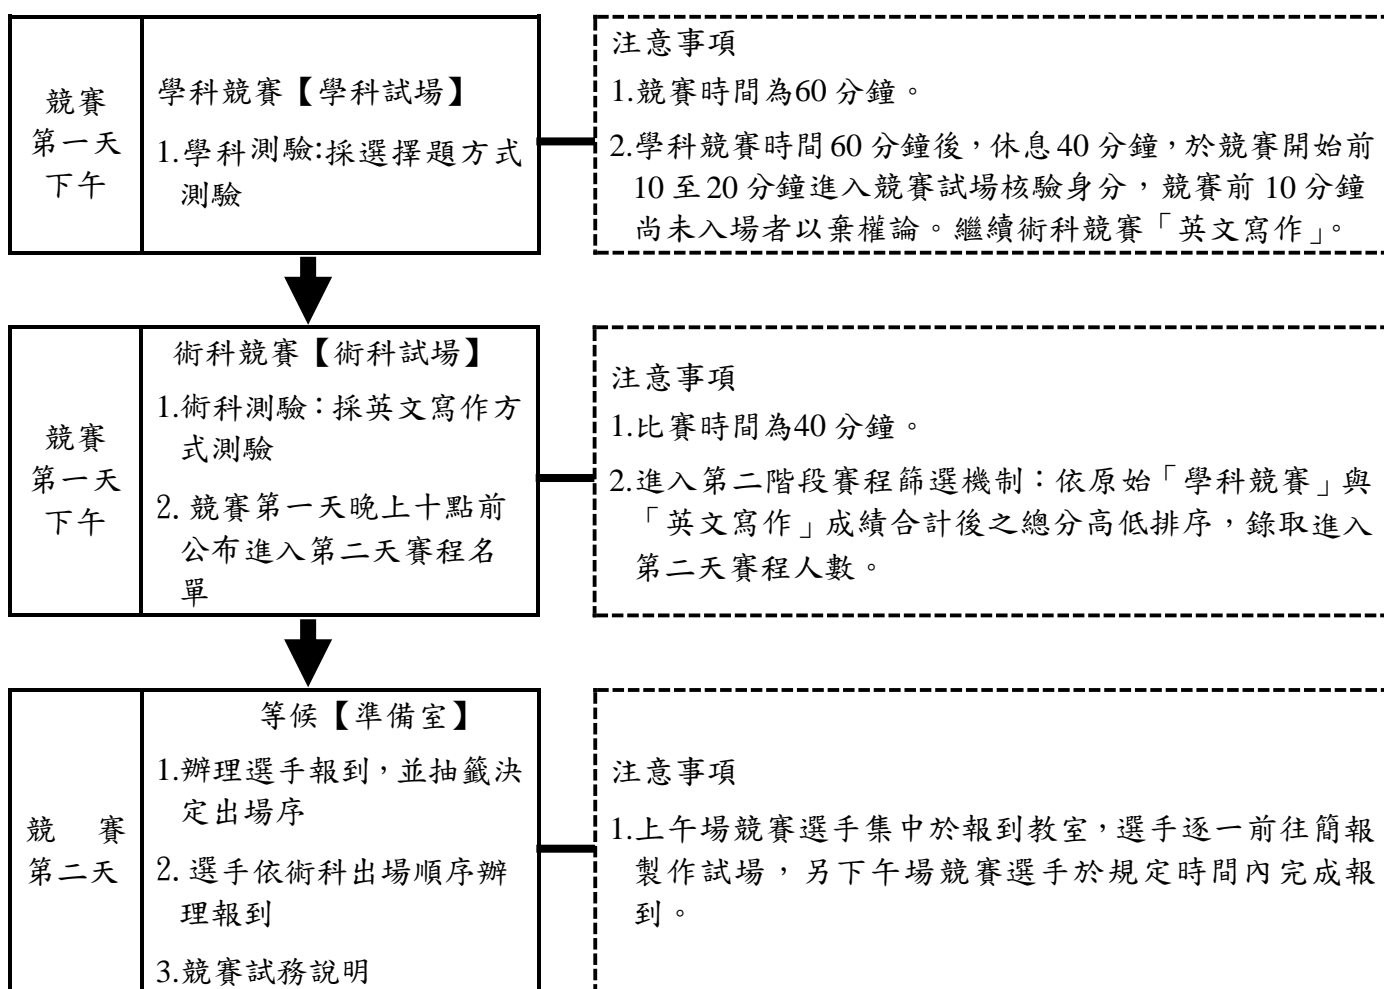 競賽
第一天
下午
學科競賽【學科試場】
1.學科測驗:採選擇題方式
測驗
注意事項
1.競賽時間為60 分鐘。
2.學科競賽時間 60 分鐘後，休息 40 分鐘，於競賽開始前
10 至 20 分鐘進入競賽試場核驗身分，競賽前 10 分鐘
尚未入場者以棄權論。繼續術科競賽「英文寫作」。
競賽
第一天
下午
術科競賽【術科試場】
1.術科測驗：採英文寫作方
式測驗
2. 競賽第一天晚上十點前
公布進入第二天賽程名
單
注意事項
1.比賽時間為40 分鐘。
2.進入第二階段賽程篩選機制：依原始「學科競賽」與
「英文寫作」成績合計後之總分高低排序，錄取進入
第二天賽程人數。
競 賽
第二天
等候【準備室】
1.辦理選手報到，並抽籤決
定出場序
2. 選手依術科出場順序辦
理報到
3.競賽試務說明
注意事項
1.上午場競賽選手集中於報到教室，選手逐一前往簡報
製作試場，另下午場競賽選手於規定時間內完成報
到。